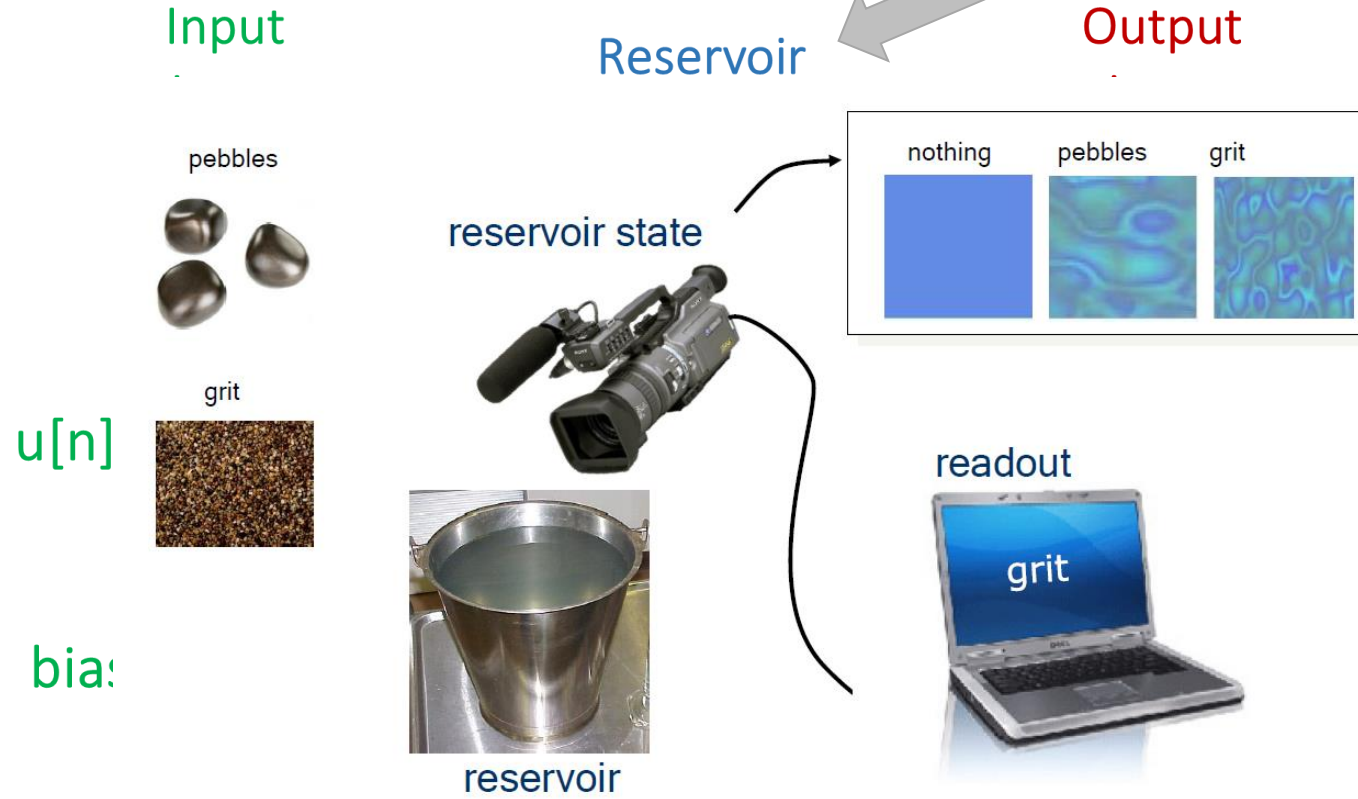 Input
Reservoir
Output
pebbles
nothing
pebbles
grit
reservoir state
grit
u[n]
readout
grit
reservoir